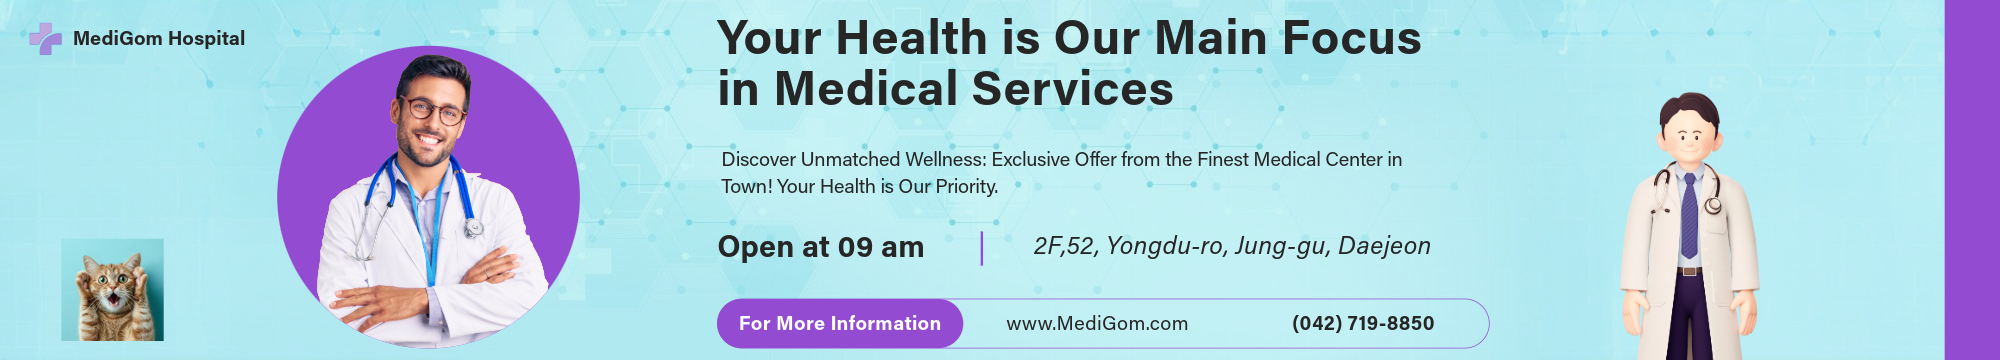 MediGom Hospital
Your Health is Our Main Focus
in Medical Services
Discover Unmatched Wellness: Exclusive Offer from the Finest Medical Center in
Town! Your Health is Our Priority.
Open at 09 am
2F,52, Yongdu-ro, Jung-gu, Daejeon
For More Information
www.MediGom.com
(042) 719-8850